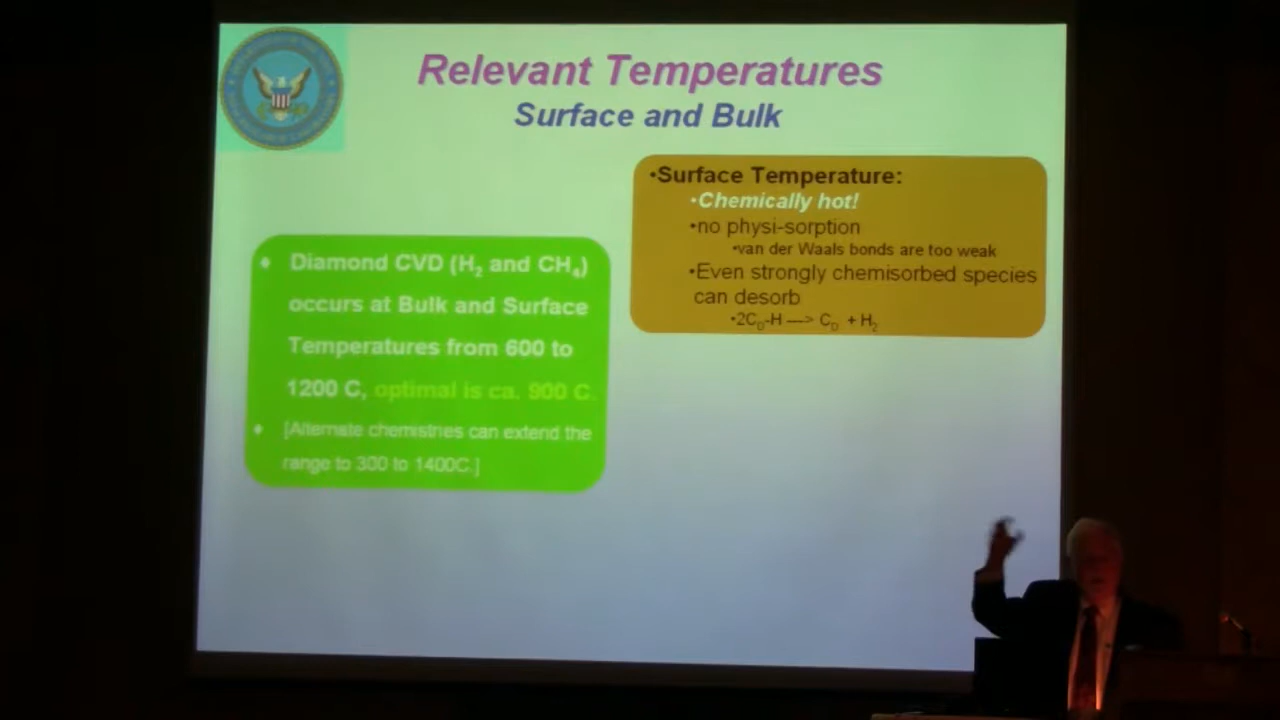 Relevant Temperatures
Surface and Bulk
•Surface Temperature:
•Chemically hot!
•no physi-sorption
•van der Waals bonds are too weak
•Even strongly chemisorbed species
can desorb
•2C_D-H ---> C_D + H₂
♦ Diamond CVD (H₂ and CH₄)
occurs at Bulk and Surface
Temperatures from 600 to
1200 C, optimal is ca. 900 C.
♦ [Alternate chemistries can extend the
range to 300 to 1400C.]